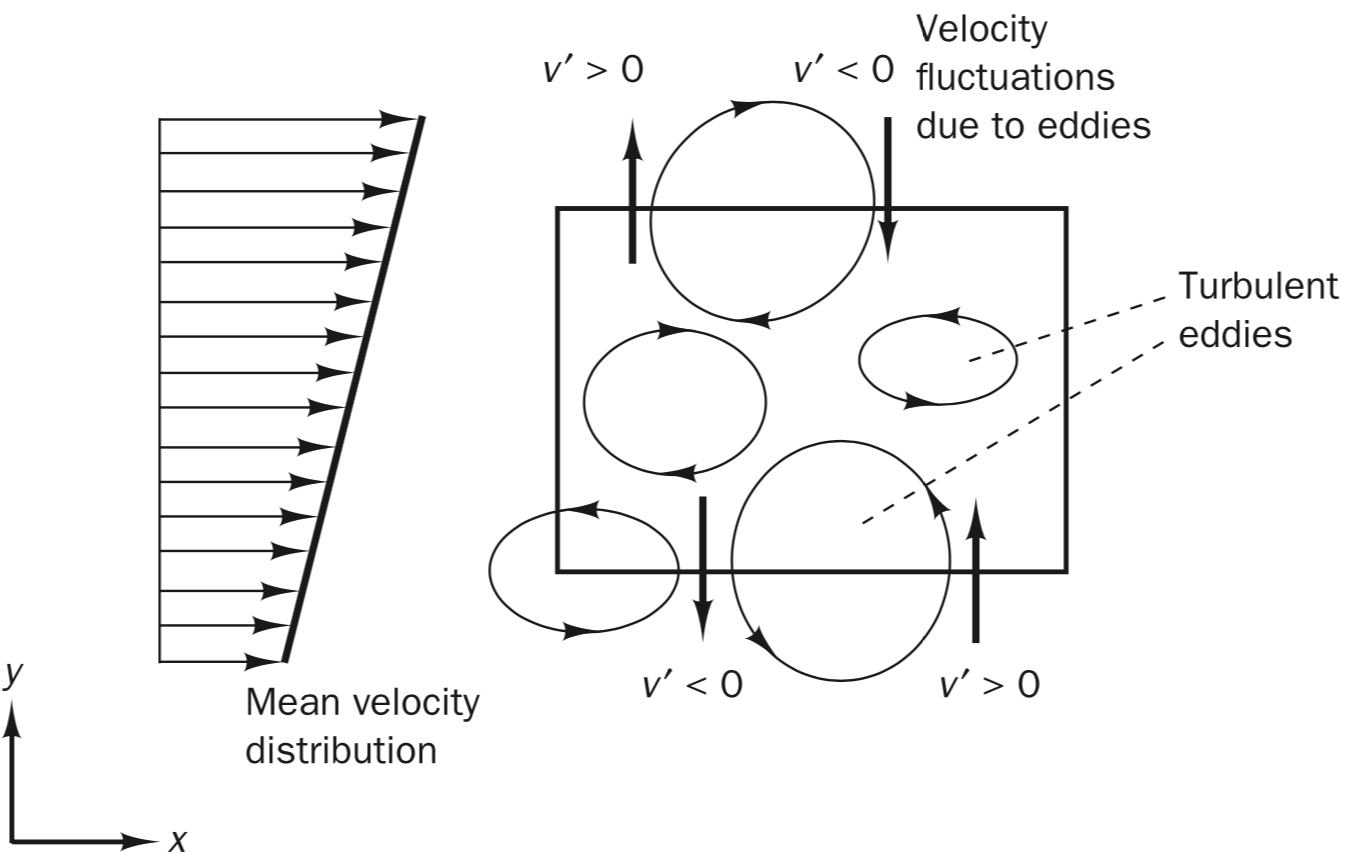 v′ > 0
v′ < 0
Velocity
fluctuations
due to eddies
Turbulent
eddies
v′ < 0
v′ > 0
Mean velocity
distribution
y
x